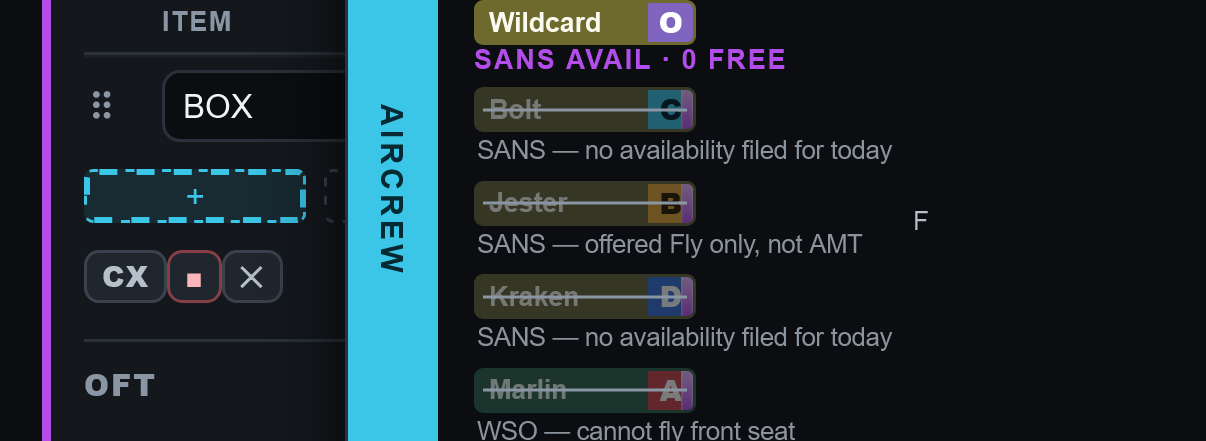 ITEM
BOX
+
CX
OFT
AIRCREW
Wildcard O
SANS AVAIL · 0 FREE
Bolt C
SANS — no availability filed for today
Jester B
SANS — offered Fly only, not AMT
F
Kraken D
SANS — no availability filed for today
Marlin A
WSO — cannot fly front seat